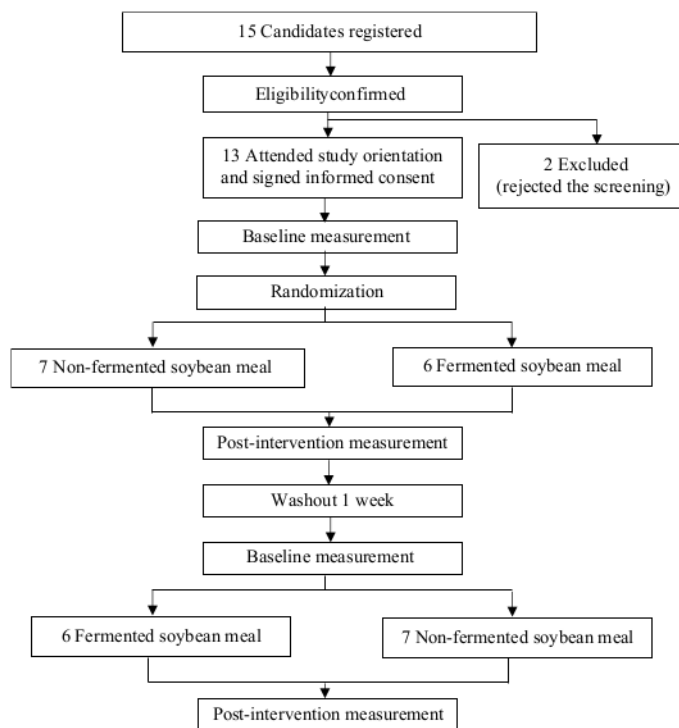 15 Candidates registered
Eligibilityconfirmed
13 Attended study orientation
and signed informed consent
2 Excluded
(rejected the screening)
Baseline measurement
Randomization
7 Non-fermented soybean meal
6 Fermented soybean meal
Post-intervention measurement
Washout 1 week
Baseline measurement
6 Fermented soybean meal
7 Non-fermented soybean meal
Post-intervention measurement